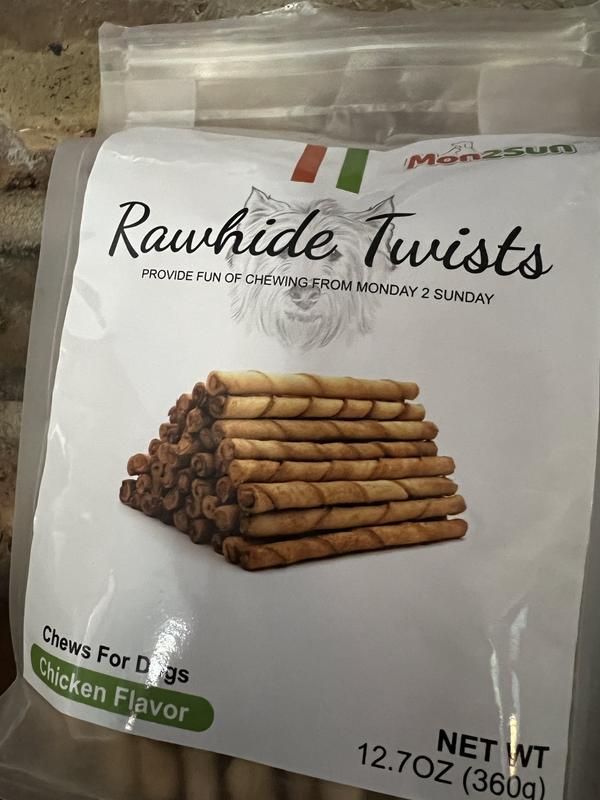 Mon2Sun
Rawhide Twists
PROVIDE FUN OF CHEWING FROM MONDAY 2 SUNDAY
Chews For Dogs
Chicken Flavor
NET WT
12.7OZ (360g)